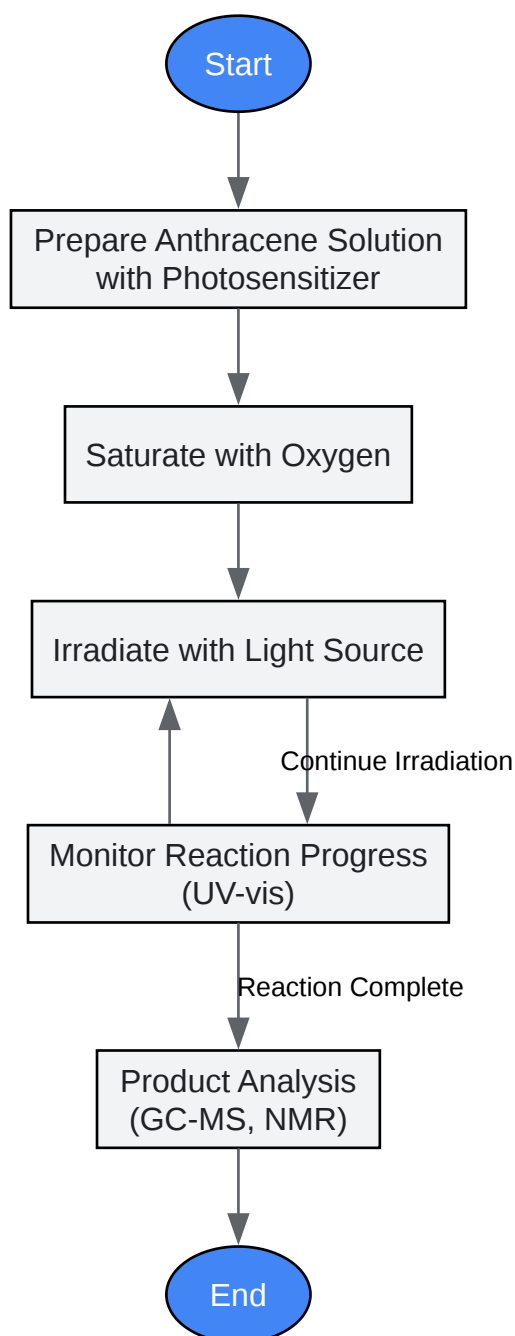 Start
Prepare Anthracene Solution
with Photosensitizer
Saturate with Oxygen
Irradiate with Light Source
Continue Irradiation
Monitor Reaction Progress
(UV-vis)
Reaction Complete
Product Analysis
(GC-MS, NMR)
End